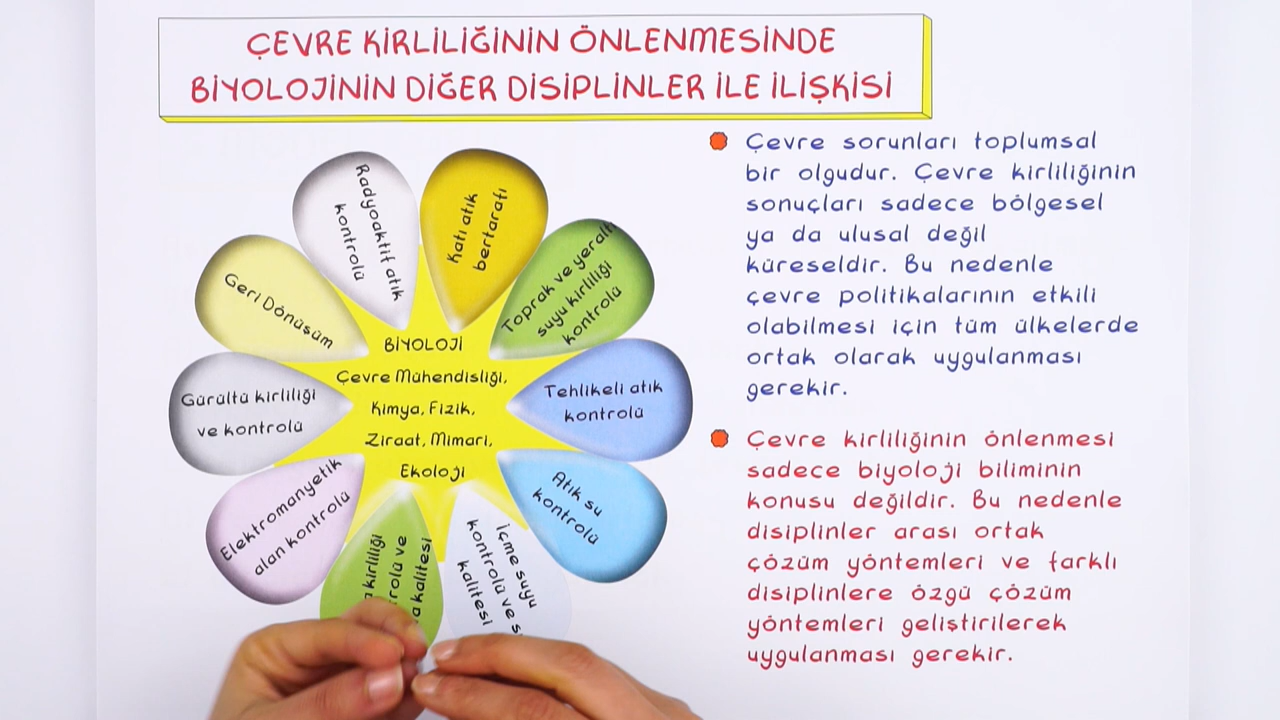 ÇEVRE KİRLİLİĞİNİN ÖNLENMESİNDE
BİYOLOJİNİN DİĞER DİSİPLİNLER İLE İLİŞKİSİ
Radyoaktif atık
kontrolü
Katı atık
bertarafı
Toprak ve yeraltı
suyu kirliliği
kontrolü
Tehlikeli atık
kontrolü
Atık su
kontrolü
İçme suyu
kontrolü ve
kalitesi
kirliliği
ve
kalitesi
Elektromanyetik
alan kontrolü
Gürültü kirliliği
ve kontrolü
Geri Dönüşüm
BİYOLOJİ
Çevre Mühendisliği,
Kimya, Fizik,
Ziraat, Mimari,
Ekoloji
Çevre sorunları toplumsal
bir olgudur. Çevre kirliliğinin
sonuçları sadece bölgesel
ya da ulusal değil
küreseldir. Bu nedenle
çevre politikalarının etkili
olabilmesi için tüm ülkelerde
ortak olarak uygulanması
gerekir.
Çevre kirliliğinin önlenmesi
sadece biyoloji biliminin
konusu değildir. Bu nedenle
disiplinler arası ortak
çözüm yöntemleri ve farklı
disiplinlere özgü çözüm
yöntemleri geliştirilerek
uygulanması gerekir.